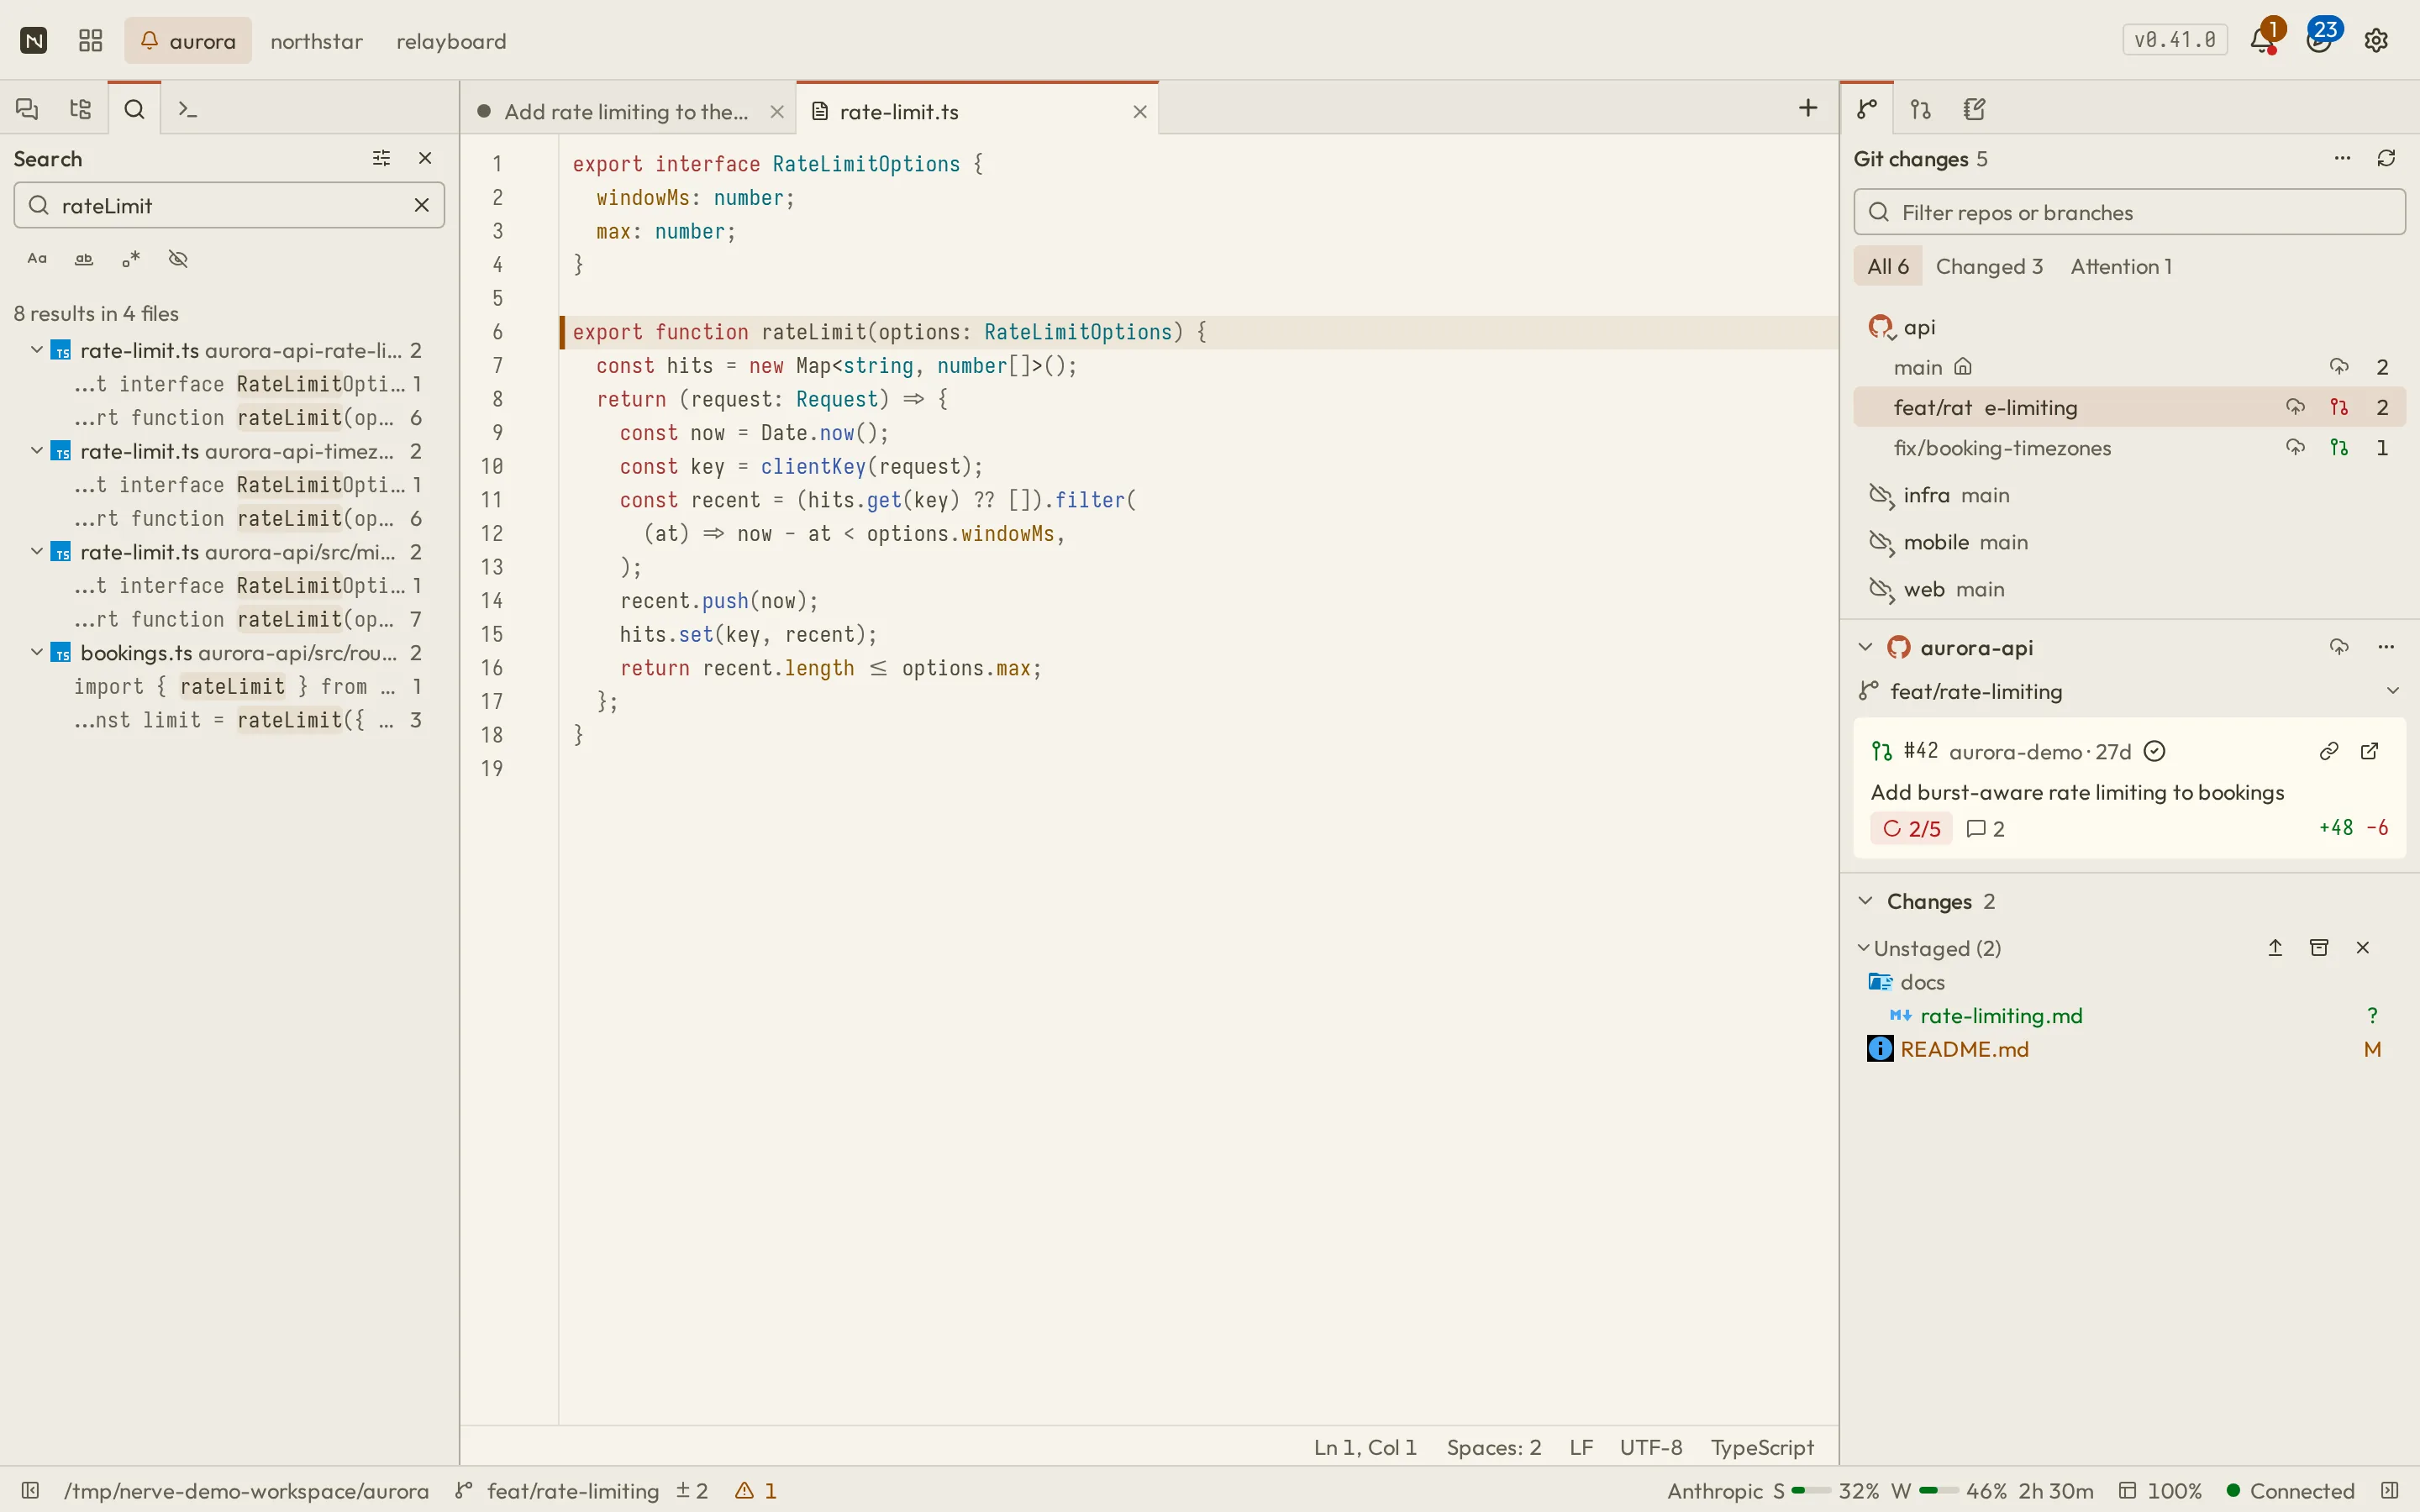 aurora northstar relayboard v0.41.0 1 23
Search
rateLimit
Aa ab .*
8 results in 4 files
rate-limit.ts aurora-api-rate-li... 2
...t interface RateLimitOpti... 1
...rt function rateLimit(op... 6
rate-limit.ts aurora-api-timez... 2
...t interface RateLimitOpti... 1
...rt function rateLimit(op... 6
rate-limit.ts aurora-api/src/mi... 2
...t interface RateLimitOpti... 1
...rt function rateLimit(op... 7
bookings.ts aurora-api/src/rou... 2
import { rateLimit } from ... 1
...nst limit = rateLimit({ ... 3
Add rate limiting to the... rate-limit.ts
1 export interface RateLimitOptions {
2 windowMs: number;
3 max: number;
4 }
5
6 export function rateLimit(options: RateLimitOptions) {
7 const hits = new Map<string, number[]>();
8 return (request: Request) => {
9 const now = Date.now();
10 const key = clientKey(request);
11 const recent = (hits.get(key) ?? []).filter(
12 (at) => now - at < options.windowMs,
13 );
14 recent.push(now);
15 hits.set(key, recent);
16 return recent.length ≤ options.max;
17 };
18 }
19
Ln 1, Col 1 Spaces: 2 LF UTF-8 TypeScript
Git changes 5
Filter repos or branches
All 6 Changed 3 Attention 1
api
main 2
feat/rat e-limiting 2
fix/booking-timezones 1
infra main
mobile main
web main
aurora-api
feat/rate-limiting
#42 aurora-demo · 27d
Add burst-aware rate limiting to bookings
2/5 2 +48 -6
Changes 2
Unstaged (2)
docs
rate-limiting.md ?
README.md M
/tmp/nerve-demo-workspace/aurora feat/rate-limiting ± 2 1
Anthropic S 32% W 46% 2h 30m 100% Connected